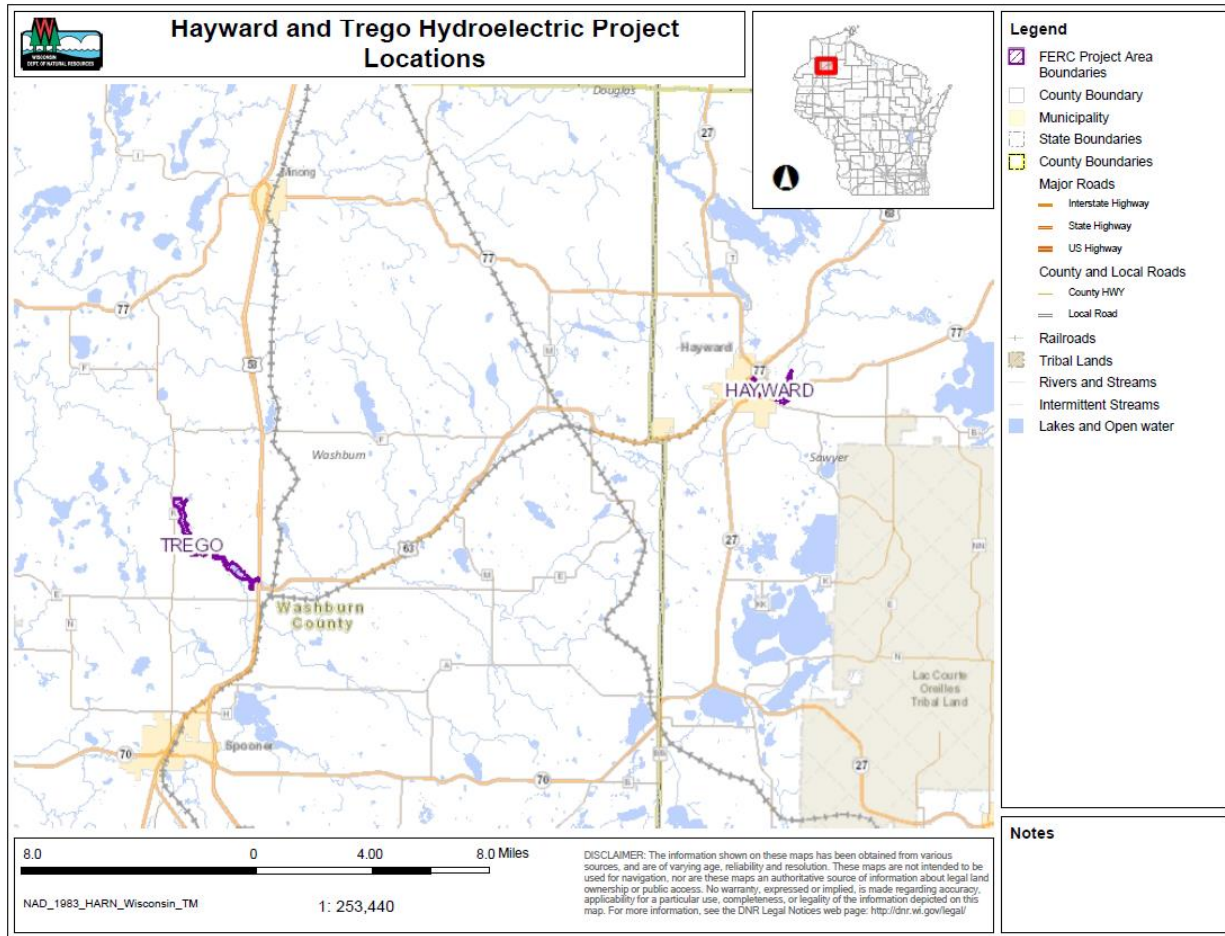 WISCONSIN
DEPT. OF NATURAL RESOURCES
Hayward and Trego Hydroelectric Project
Locations
Legend
FERC Project Area
Boundaries
County Boundary
Municipality
State Boundaries
County Boundaries
Major Roads
Interstate Highway
State Highway
US Highway
County and Local Roads
County HWY
Local Road
Railroads
Tribal Lands
Rivers and Streams
Intermittent Streams
Lakes and Open water
Notes
Douglas
27
I
Minong
63
77
T
77
77
M
Hayward
77
HAYWARD
F
53
F
Washburn
B
Sawyer
K
TREGO
63
27
NN
E
M
E
K
E
Washburn
County
KK
N
A
N
Lac Courte
Oreilles
Tribal Land
H
Spooner
70
70
27
8.0
0
4.00
8.0 Miles
NAD_1983_HARN_Wisconsin_TM
1: 253,440
DISCLAIMER: The information shown on these maps has been obtained from various
sources, and are of varying age, reliability and resolution. These maps are not intended to be
used for navigation, nor are these maps an authoritative source of information about legal land
ownership or public access. No warranty, expressed or implied, is made regarding accuracy,
applicability for a particular use, completeness, or legality of the information depicted on this
map. For more information, see the DNR Legal Notices web page: http://dnr.wi.gov/legal/